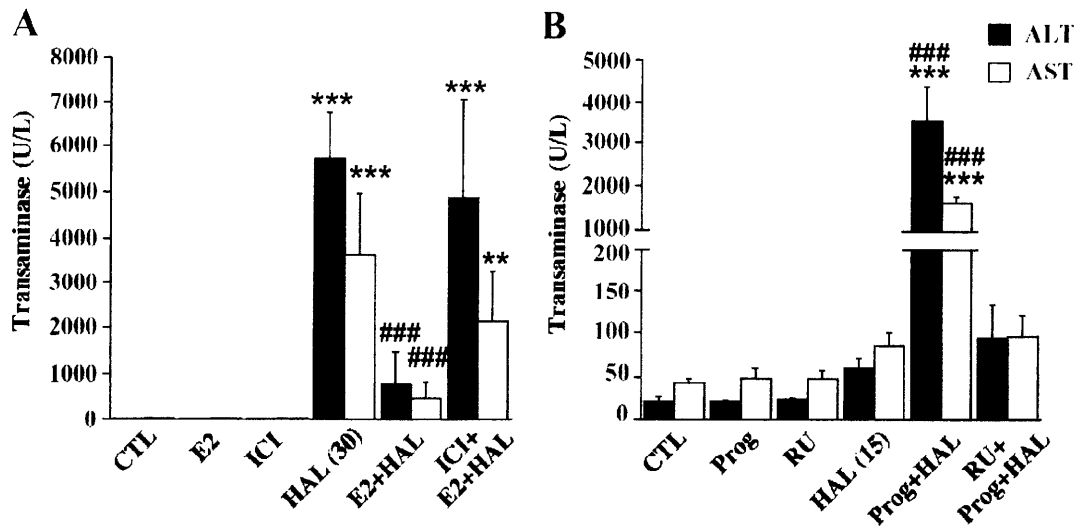 A
Transaminase (U/L)
8000
7000
6000
5000
4000
3000
2000
1000
0
***
***
###
###
***
**
CTL
E2
ICI
HAL (30)
E2+HAL
ICI+
E2+HAL
B
ALT
AST
Transaminase (U/L)
5000
4000
3000
2000
1000
200
150
100
50
0
###
***
###
***
CTL
Prog
RU
HAL (15)
Prog+HAL
RU+
Prog+HAL